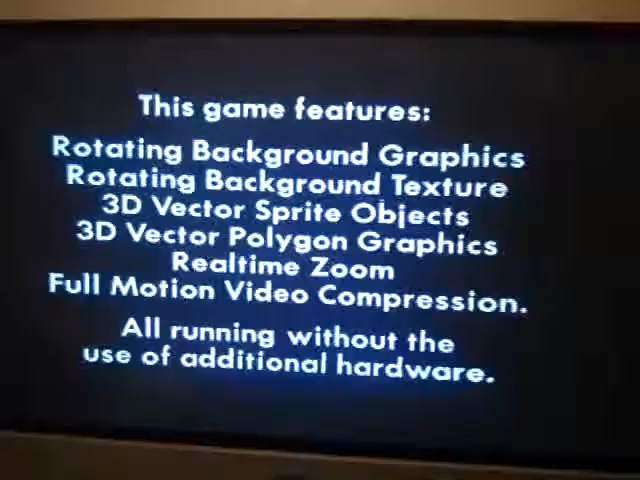 This game features:
Rotating Background Graphics
Rotating Background Texture
3D Vector Sprite Objects
3D Vector Polygon Graphics
Realtime Zoom
Full Motion Video Compression.
All running without the
use of additional hardware.